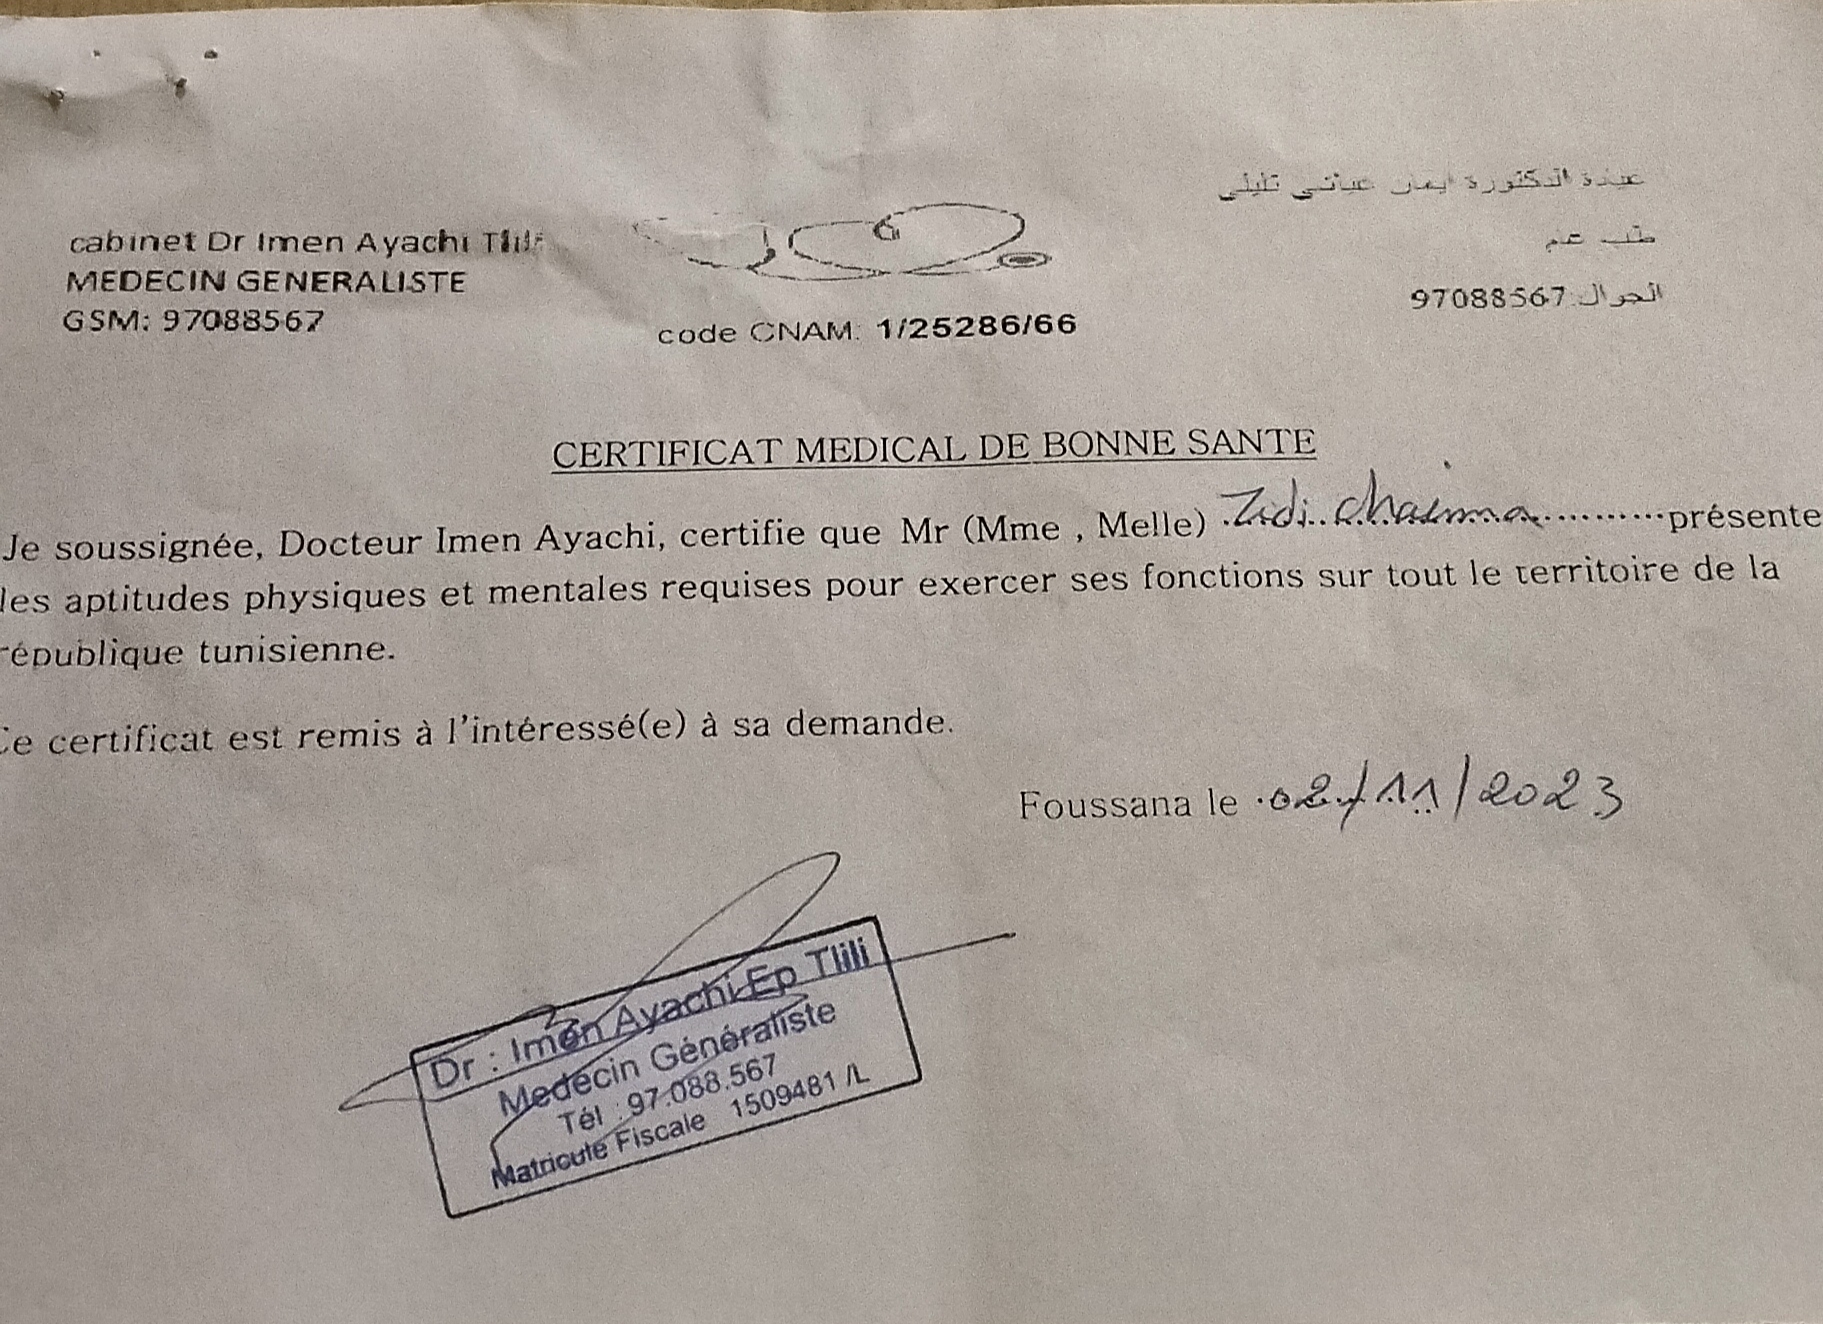 cabinet Dr Imen Ayachi Tlili
MEDECIN GENERALISTE
GSM: 97088567
code CNAM: 1/25286/66
عيادة الدكتورة ايمان عياشي تليلي
طب عام
الجوال: 97088567
CERTIFICAT MEDICAL DE BONNE SANTE
Je soussignée, Docteur Imen Ayachi, certifie que Mr (Mme , Melle) Zidi chaima présente
les aptitudes physiques et mentales requises pour exercer ses fonctions sur tout le territoire de la
république tunisienne.
Ce certificat est remis à l'intéressé(e) à sa demande.
Foussana le 02/11/2023
Dr : Imen Ayachi Ep Tlili
Medecin Généraliste
Tél : 97.088.567
Matricule Fiscale 1509481 /L